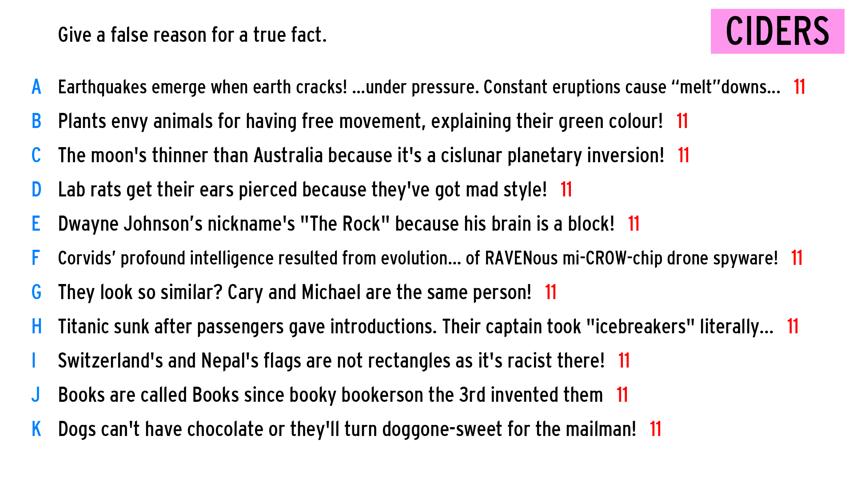 Give a false reason for a true fact.
CIDERS
A Earthquakes emerge when earth cracks! ...under pressure. Constant eruptions cause “melt”downs... 11
B Plants envy animals for having free movement, explaining their green colour! 11
C The moon's thinner than Australia because it's a cislunar planetary inversion! 11
D Lab rats get their ears pierced because they've got mad style! 11
E Dwayne Johnson’s nickname's "The Rock" because his brain is a block! 11
F Corvids’ profound intelligence resulted from evolution... of RAVENous mi-CROW-chip drone spyware! 11
G They look so similar? Cary and Michael are the same person! 11
H Titanic sunk after passengers gave introductions. Their captain took "icebreakers" literally... 11
I Switzerland's and Nepal's flags are not rectangles as it's racist there! 11
J Books are called Books since booky bookerson the 3rd invented them 11
K Dogs can't have chocolate or they'll turn doggone-sweet for the mailman! 11